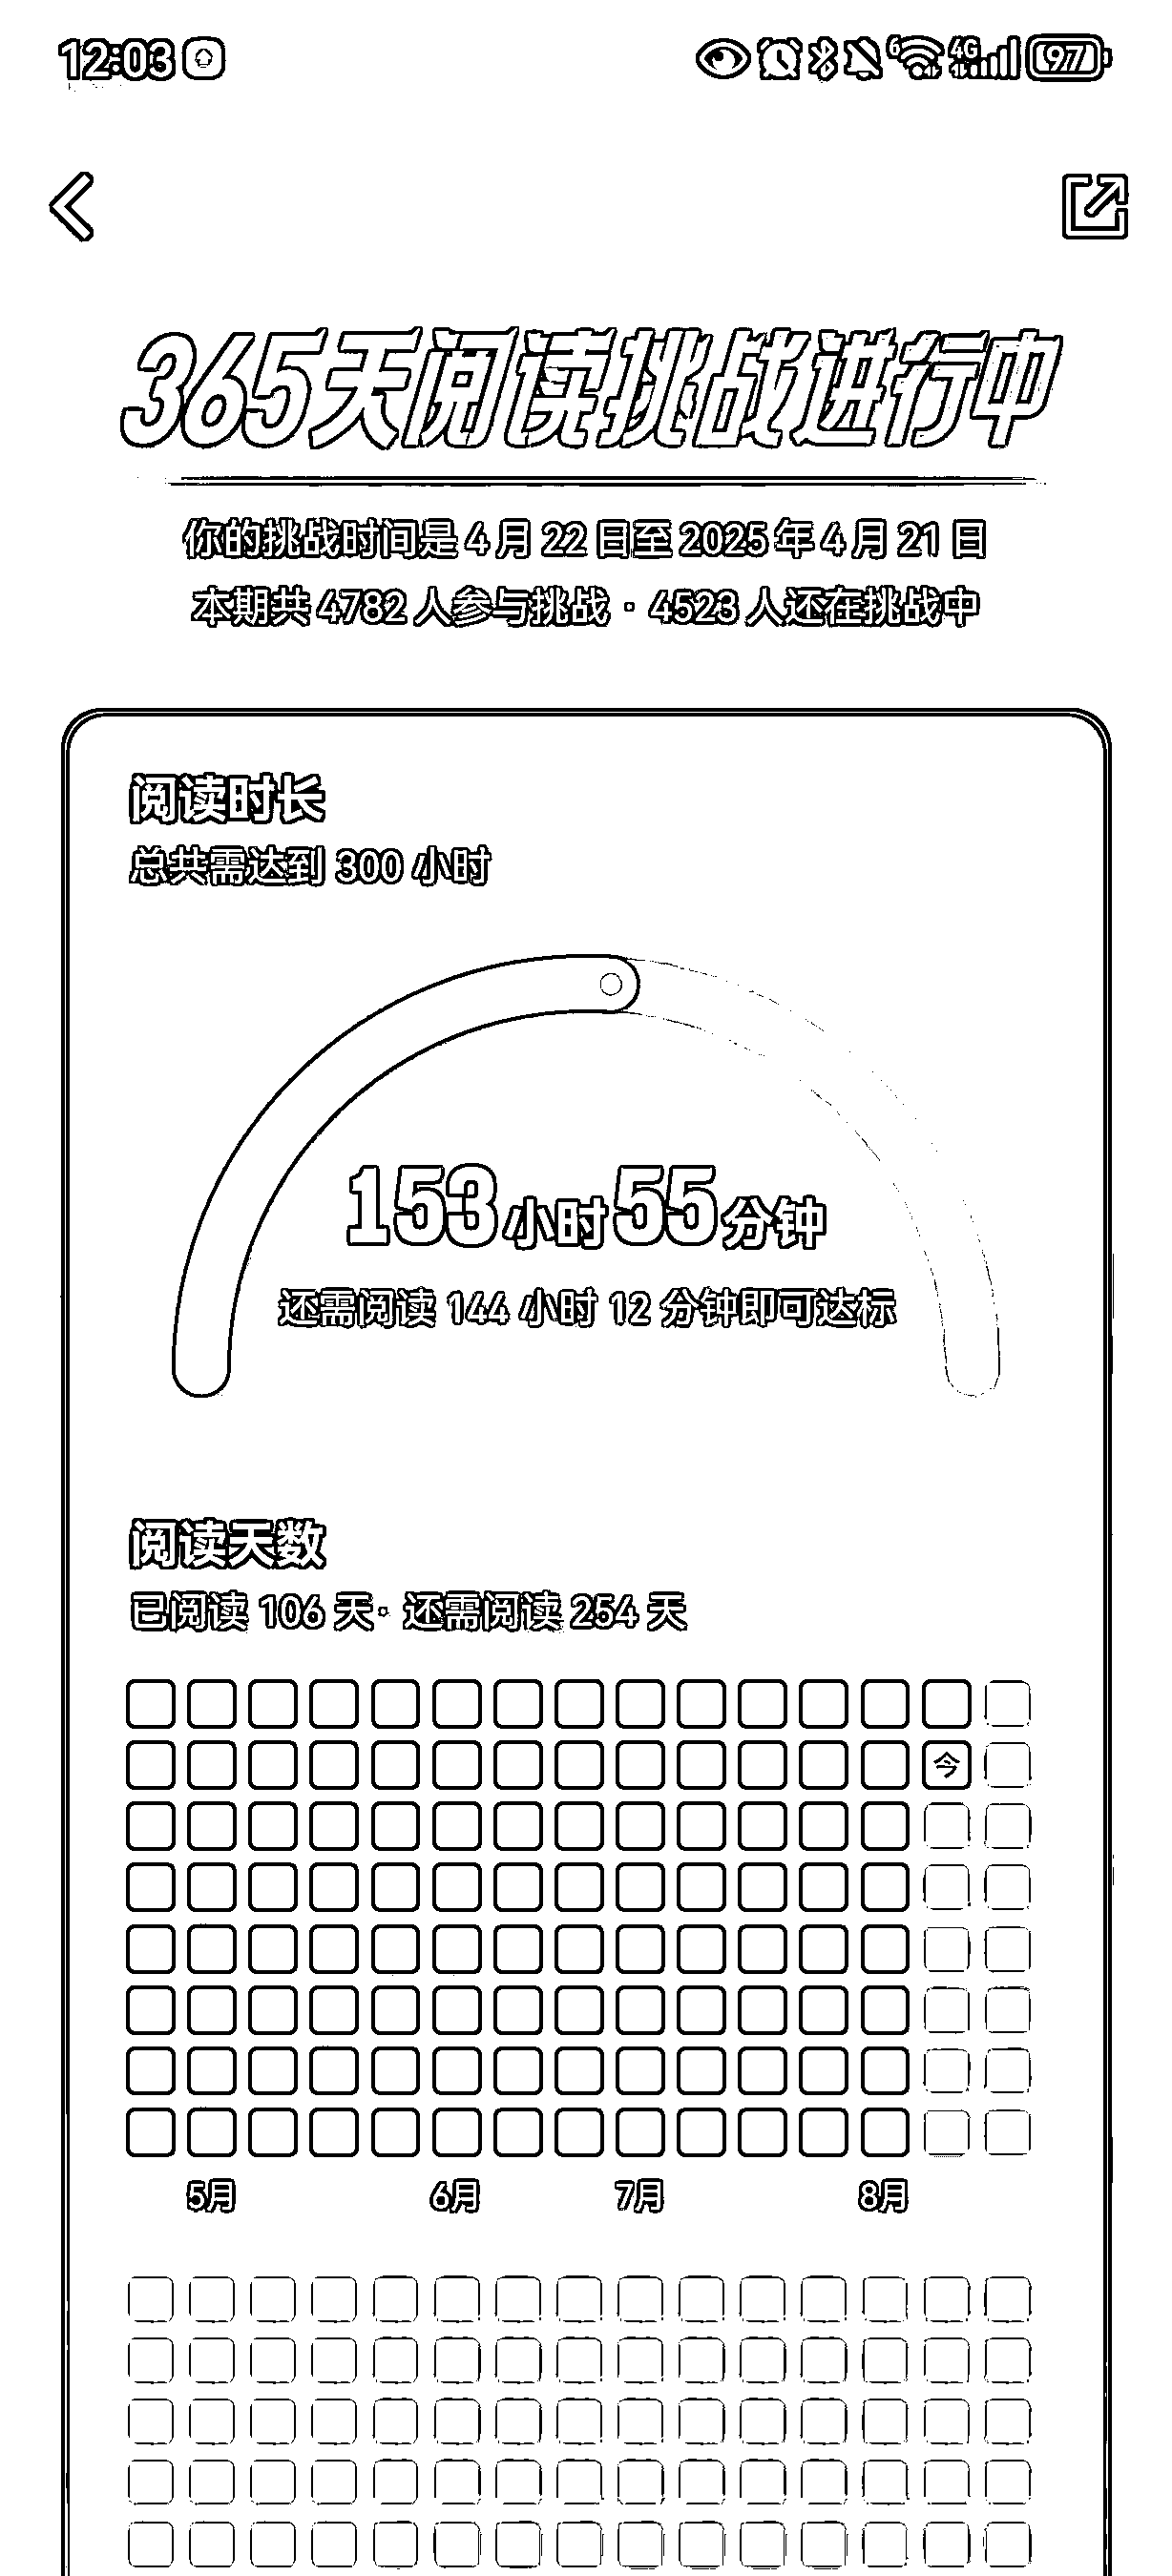 12:03
6 4G 97
365天阅读挑战进行中
你的挑战时间是 4 月 22 日至 2025 年 4 月 21 日
本期共 4782 人参与挑战 · 4523 人还在挑战中
阅读时长
总共需达到 300 小时
153小时55分钟
还需阅读 144 小时 12 分钟即可达标
阅读天数
已阅读 106 天· 还需阅读 254 天
今
5月 6月 7月 8月